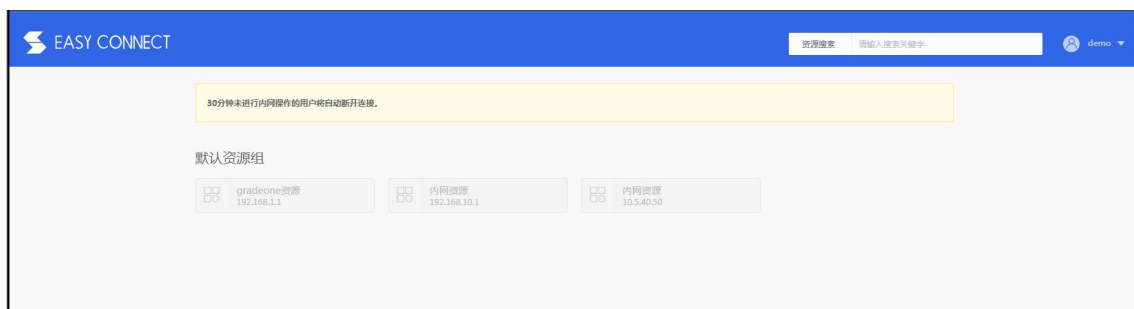 EASY CONNECT
资源搜索 请输入搜索关键字
demo
30分钟未进行内网操作的用户将自动断开连接。
默认资源组
gradeone资源
192.168.1.1
内网资源
192.168.10.1
内网资源
10.5.40.50